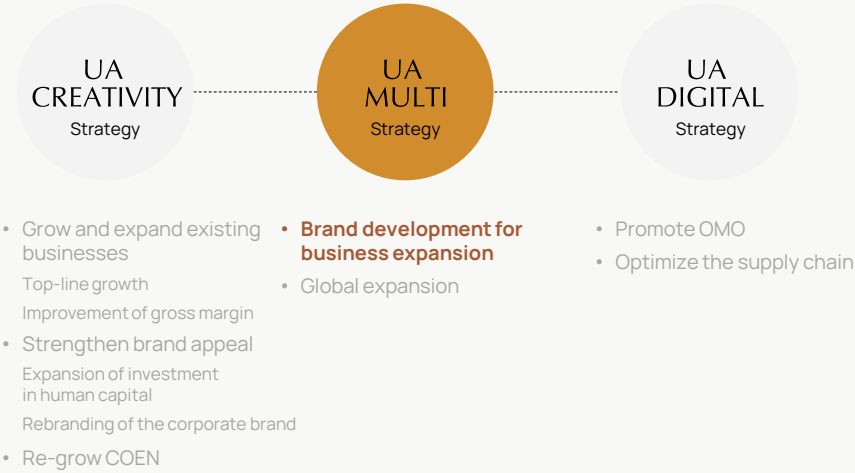 UA
CREATIVITY
Strategy
UA
MULTI
Strategy
UA
DIGITAL
Strategy
• Grow and expand existing
businesses
Top-line growth
Improvement of gross margin
• Strengthen brand appeal
Expansion of investment
in human capital
Rebranding of the corporate brand
• Re-grow COEN
• Brand development for
business expansion
• Global expansion
• Promote OMO
• Optimize the supply chain